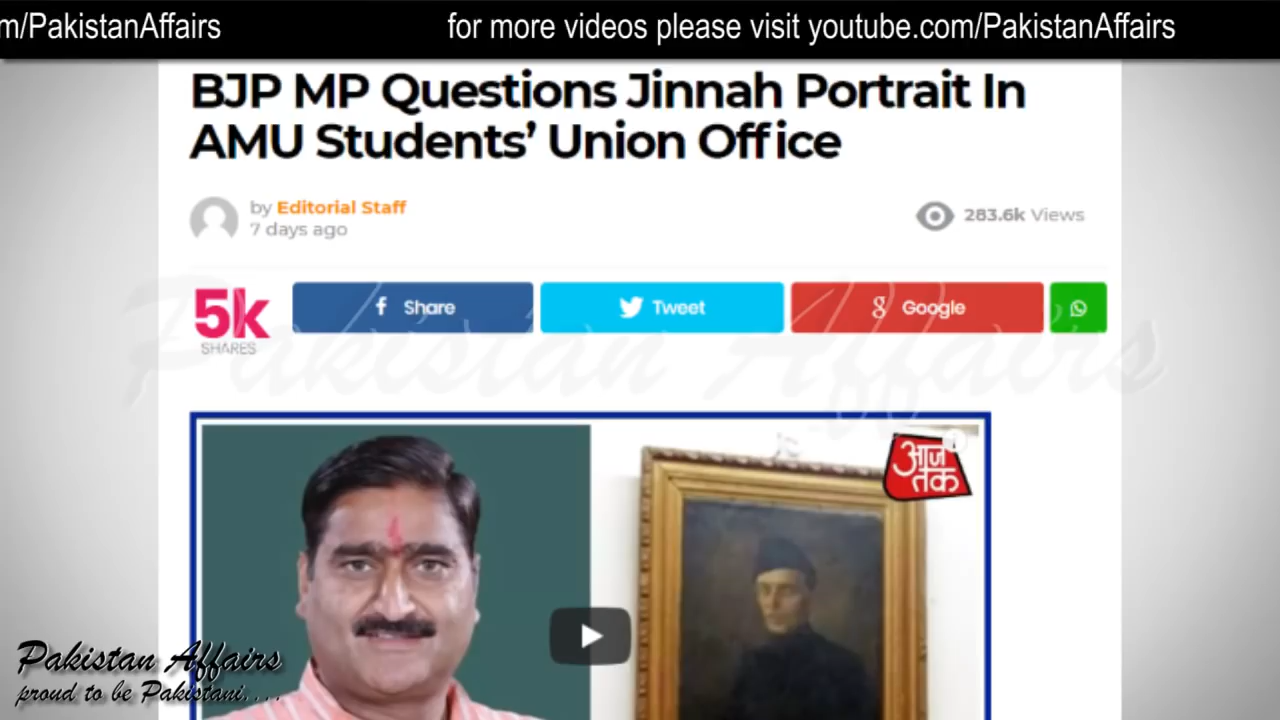 m/PakistanAffairs
for more videos please visit youtube.com/PakistanAffairs
BJP MP Questions Jinnah Portrait In
AMU Students’ Union Office
by Editorial Staff
7 days ago
283.6k Views
5k
SHARES
f Share
Tweet
g Google
Pakistan Affairs
आज
तक
Pakistan Affairs
proud to be Pakistani....